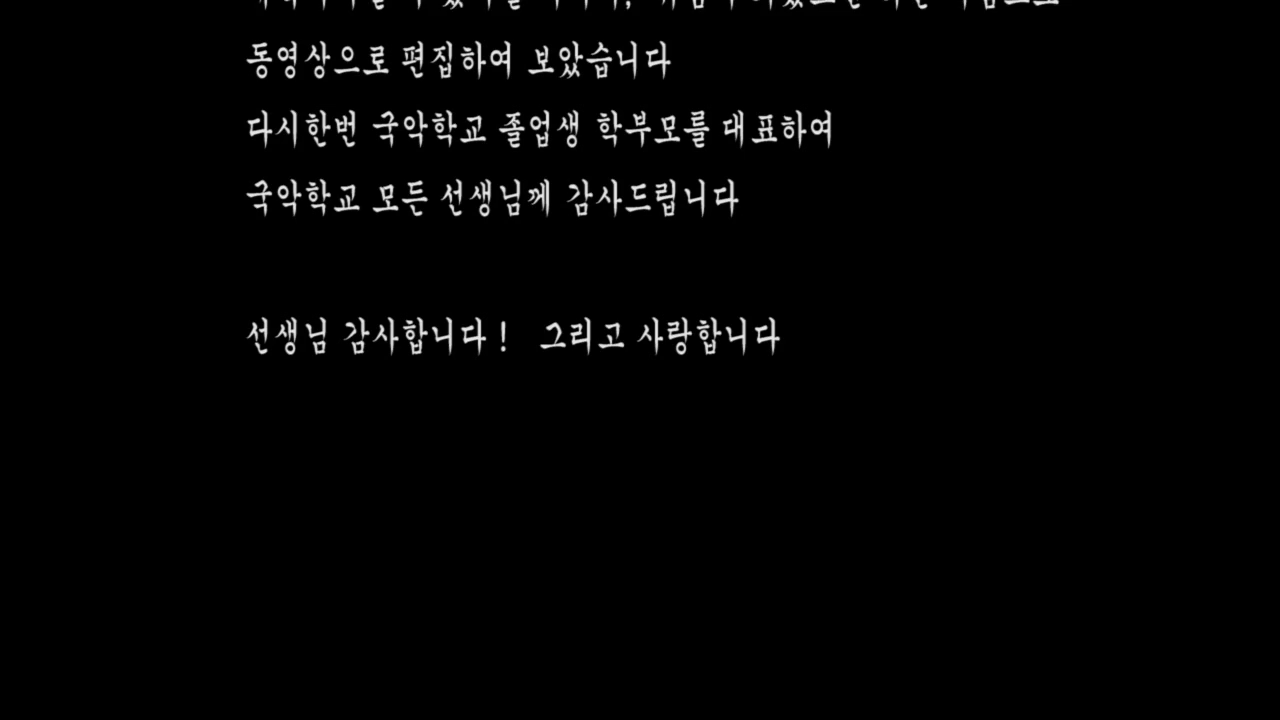 동영상으로 편집하여 보았습니다
다시한번 국악학교 졸업생 학부모를 대표하여
국악학교 모든 선생님께 감사드립니다
선생님 감사합니다 ! 그리고 사랑합니다